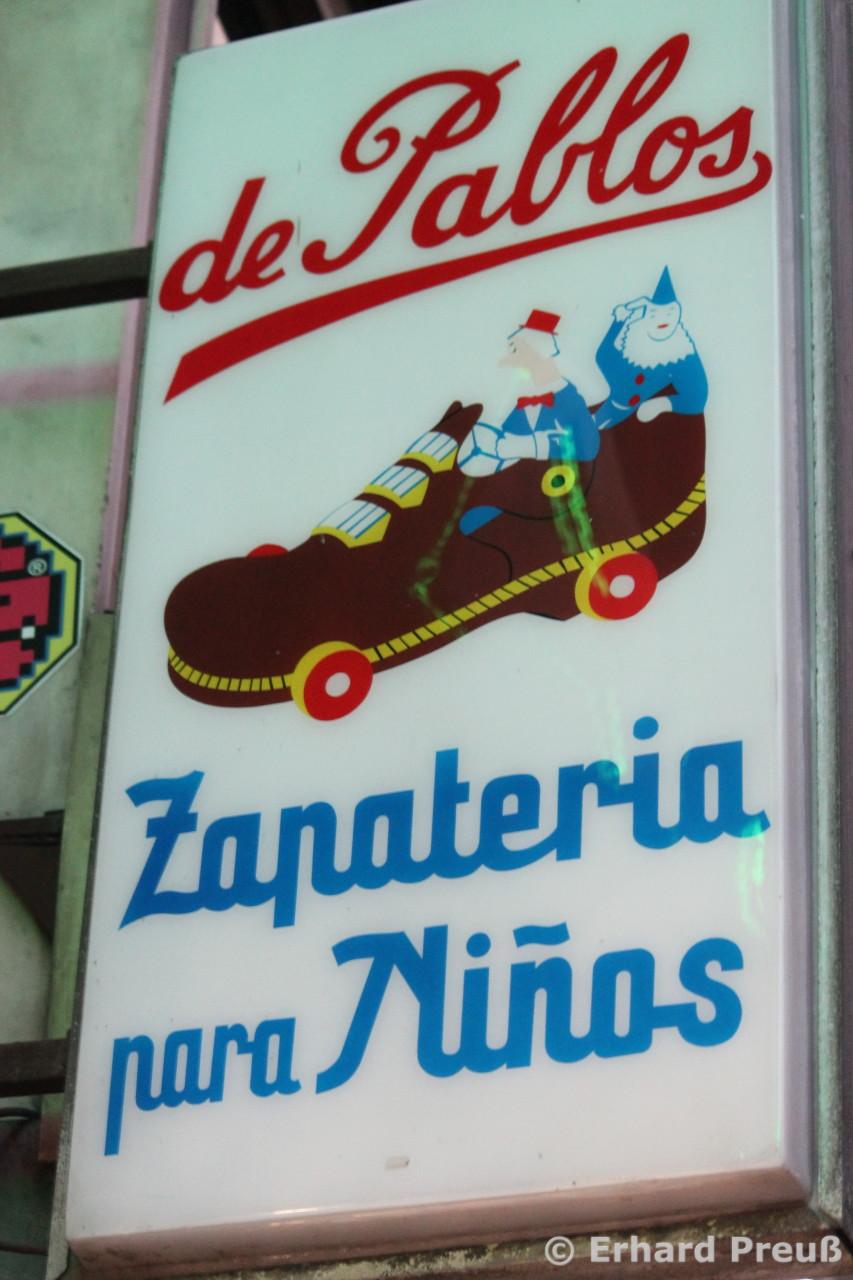 de Pablos
Zapateria
para Niños
®
© Erhard Preuß